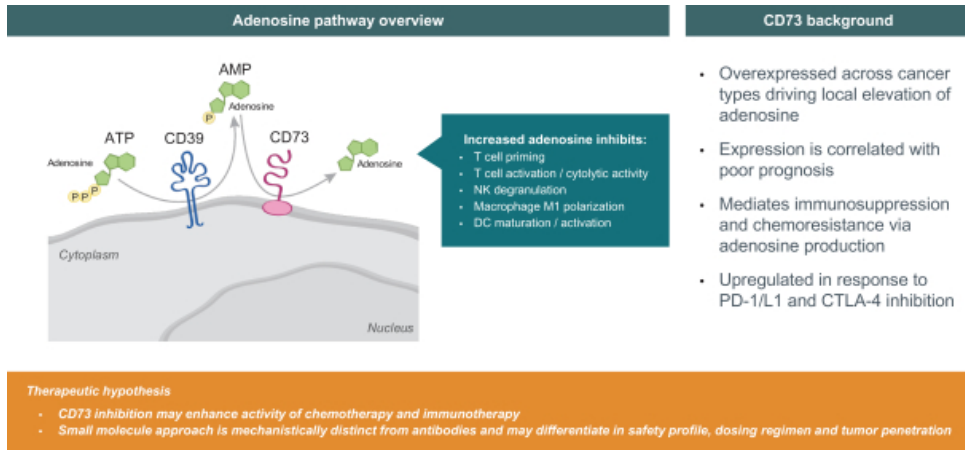 Adenosine pathway overview
CD73 background
AMP
Adenosine
P
ATP
CD39
CD73
Adenosine
P P P
Adenosine
Cytoplasm
Nucleus
Increased adenosine inhibits:
• T cell priming
• T cell activation / cytolytic activity
• NK degranulation
• Macrophage M1 polarization
• DC maturation / activation
• Overexpressed across cancer
types driving local elevation of
adenosine
• Expression is correlated with
poor prognosis
• Mediates immunosuppression
and chemoresistance via
adenosine production
• Upregulated in response to
PD-1/L1 and CTLA-4 inhibition
Therapeutic hypothesis
• CD73 inhibition may enhance activity of chemotherapy and immunotherapy
• Small molecule approach is mechanistically distinct from antibodies and may differentiate in safety profile, dosing regimen and tumor penetration